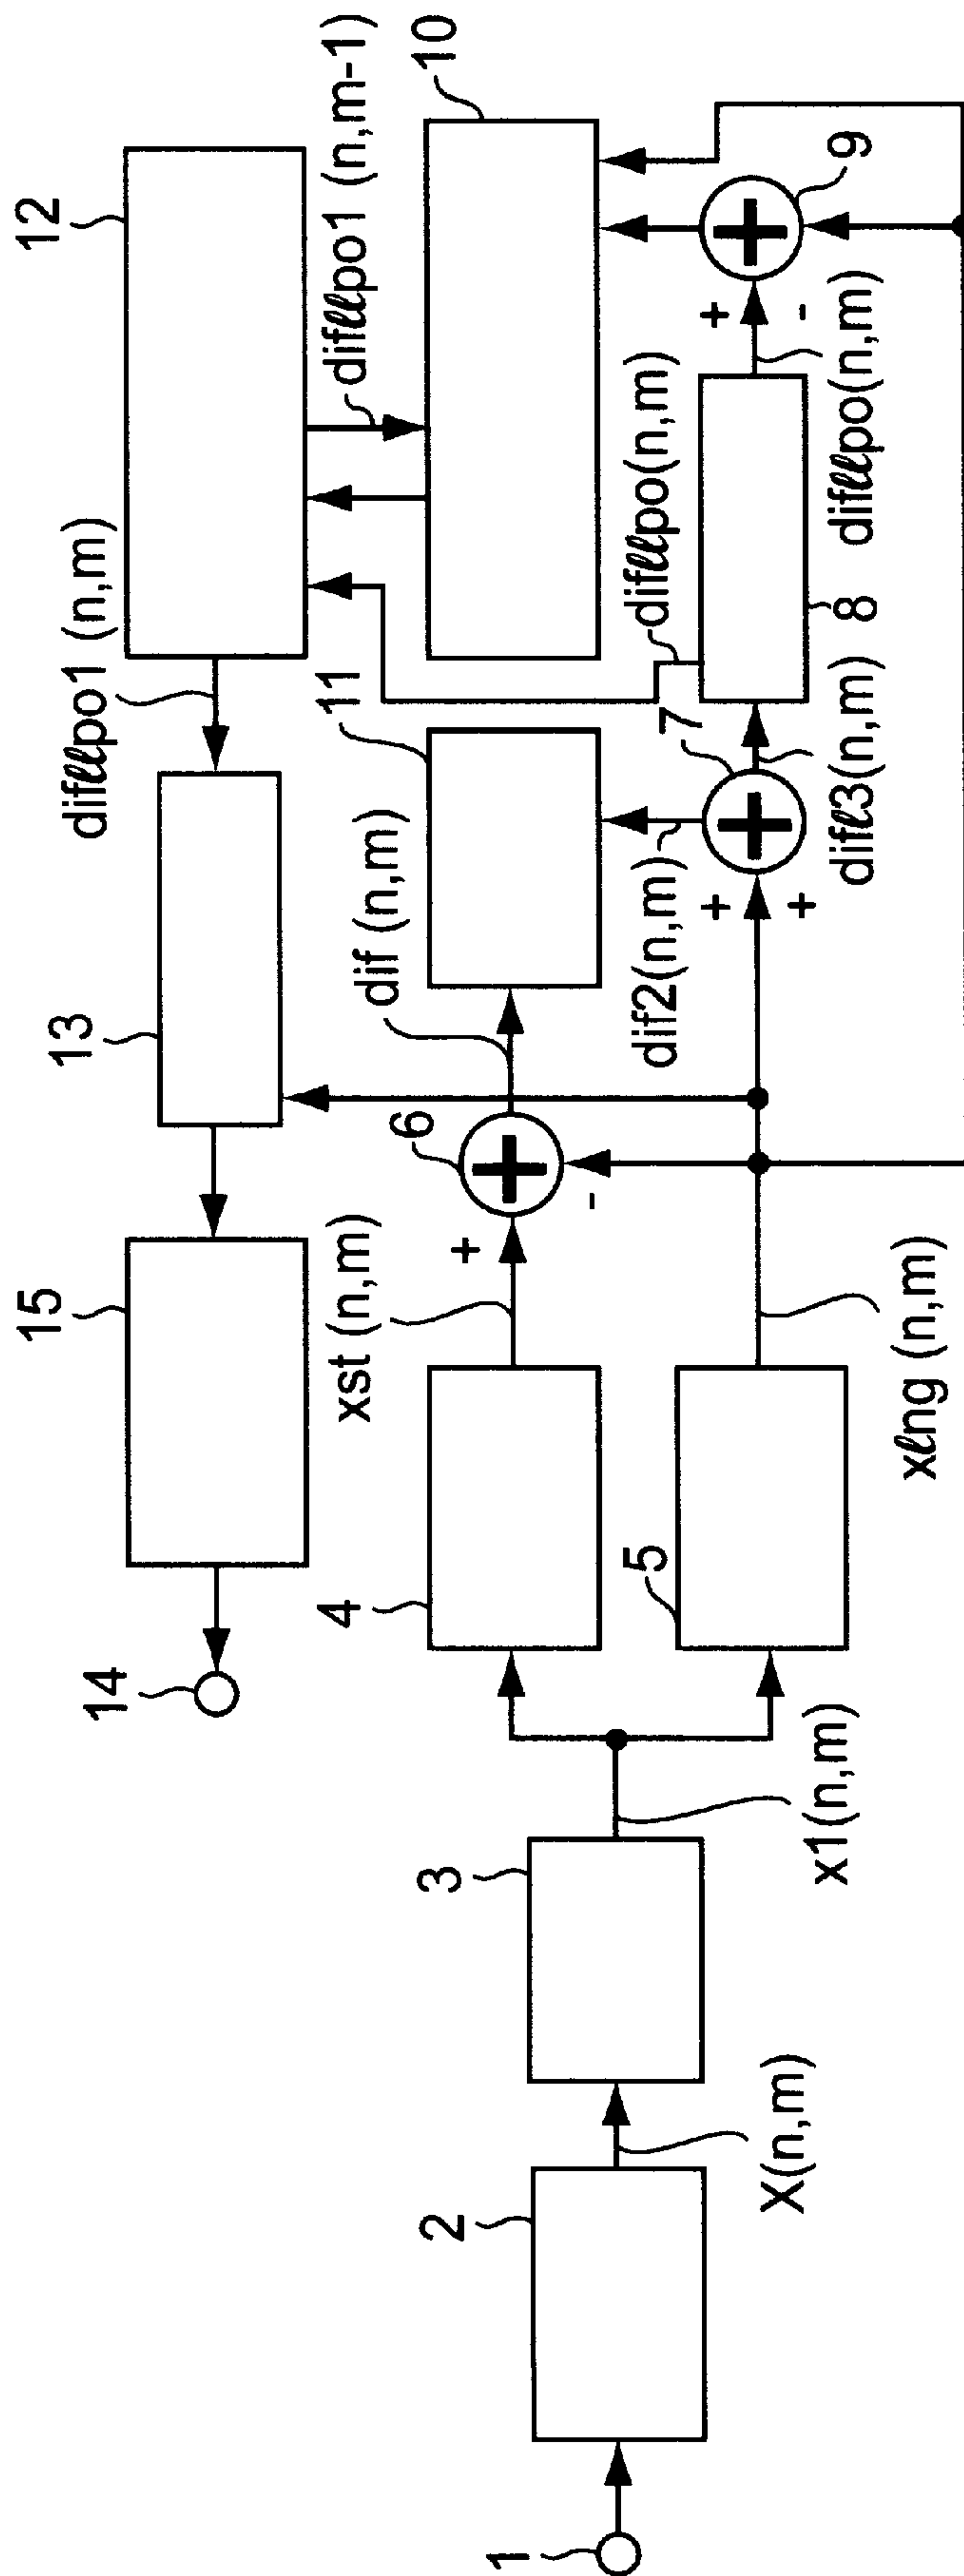 12
10
difℓℓpo1 (n,m)
difℓℓpo1 (n,m-1)
15
13
11
14
dif (n,m)
difℓℓpo(n,m)
9
xst (n,m)
6
7
+
-
dif2(n,m)
4
+
-
+
+
8
difℓℓpo(n,m)
difℓ3(n,m)
5
xℓng (n,m)
3
x1(n,m)
2
X(n,m)
1